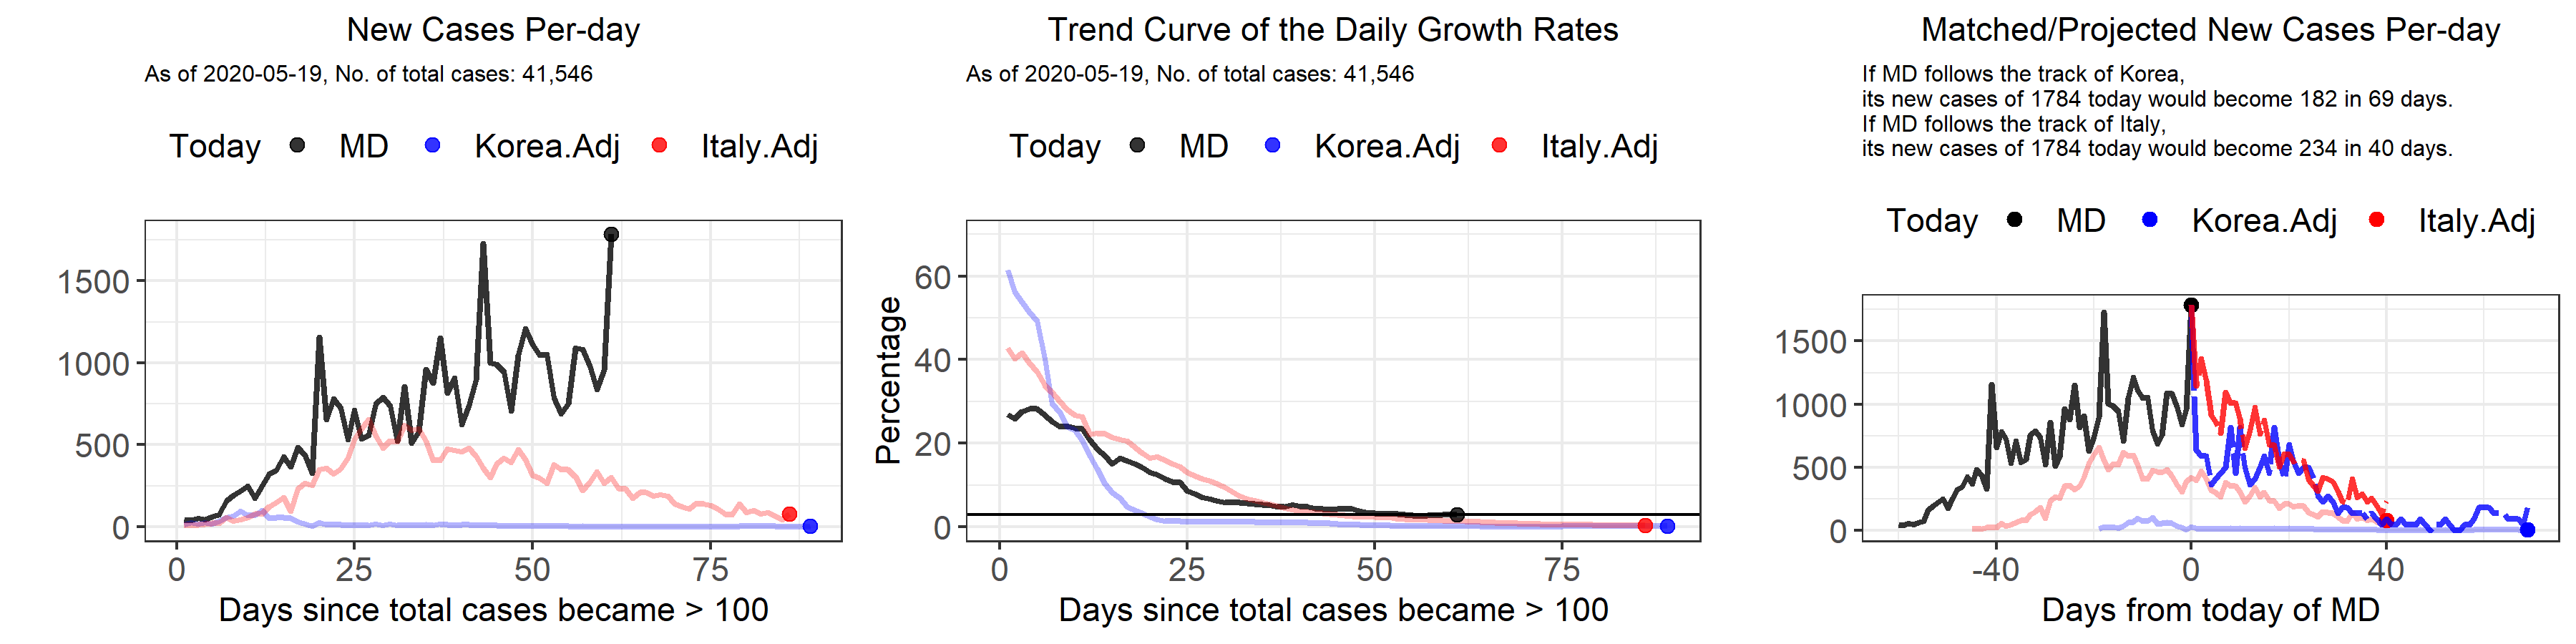 New Cases Per-day
As of 2020-05-19, No. of total cases: 41,546
Today MD Korea.Adj Italy.Adj
1500
1000
500
0
0 25 50 75
Days since total cases became > 100
Trend Curve of the Daily Growth Rates
As of 2020-05-19, No. of total cases: 41,546
Today MD Korea.Adj Italy.Adj
Percentage
60
40
20
0
0 25 50 75
Days since total cases became > 100
Matched/Projected New Cases Per-day
If MD follows the track of Korea,
its new cases of 1784 today would become 182 in 69 days.
If MD follows the track of Italy,
its new cases of 1784 today would become 234 in 40 days.
Today MD Korea.Adj Italy.Adj
1500
1000
500
0
-40 0 40
Days from today of MD